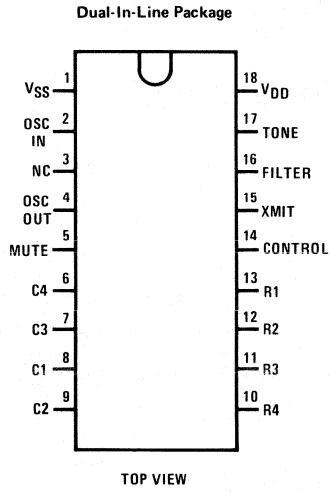 Dual-In-Line Package
1 18
VSS VDD
OSC IN 2 17 TONE
NC 3 16 FILTER
OSC OUT 4 15 XMIT
MUTE 5 14 CONTROL
C4 6 13 R1
C3 7 12 R2
C1 8 11 R3
C2 9 10 R4
TOP VIEW